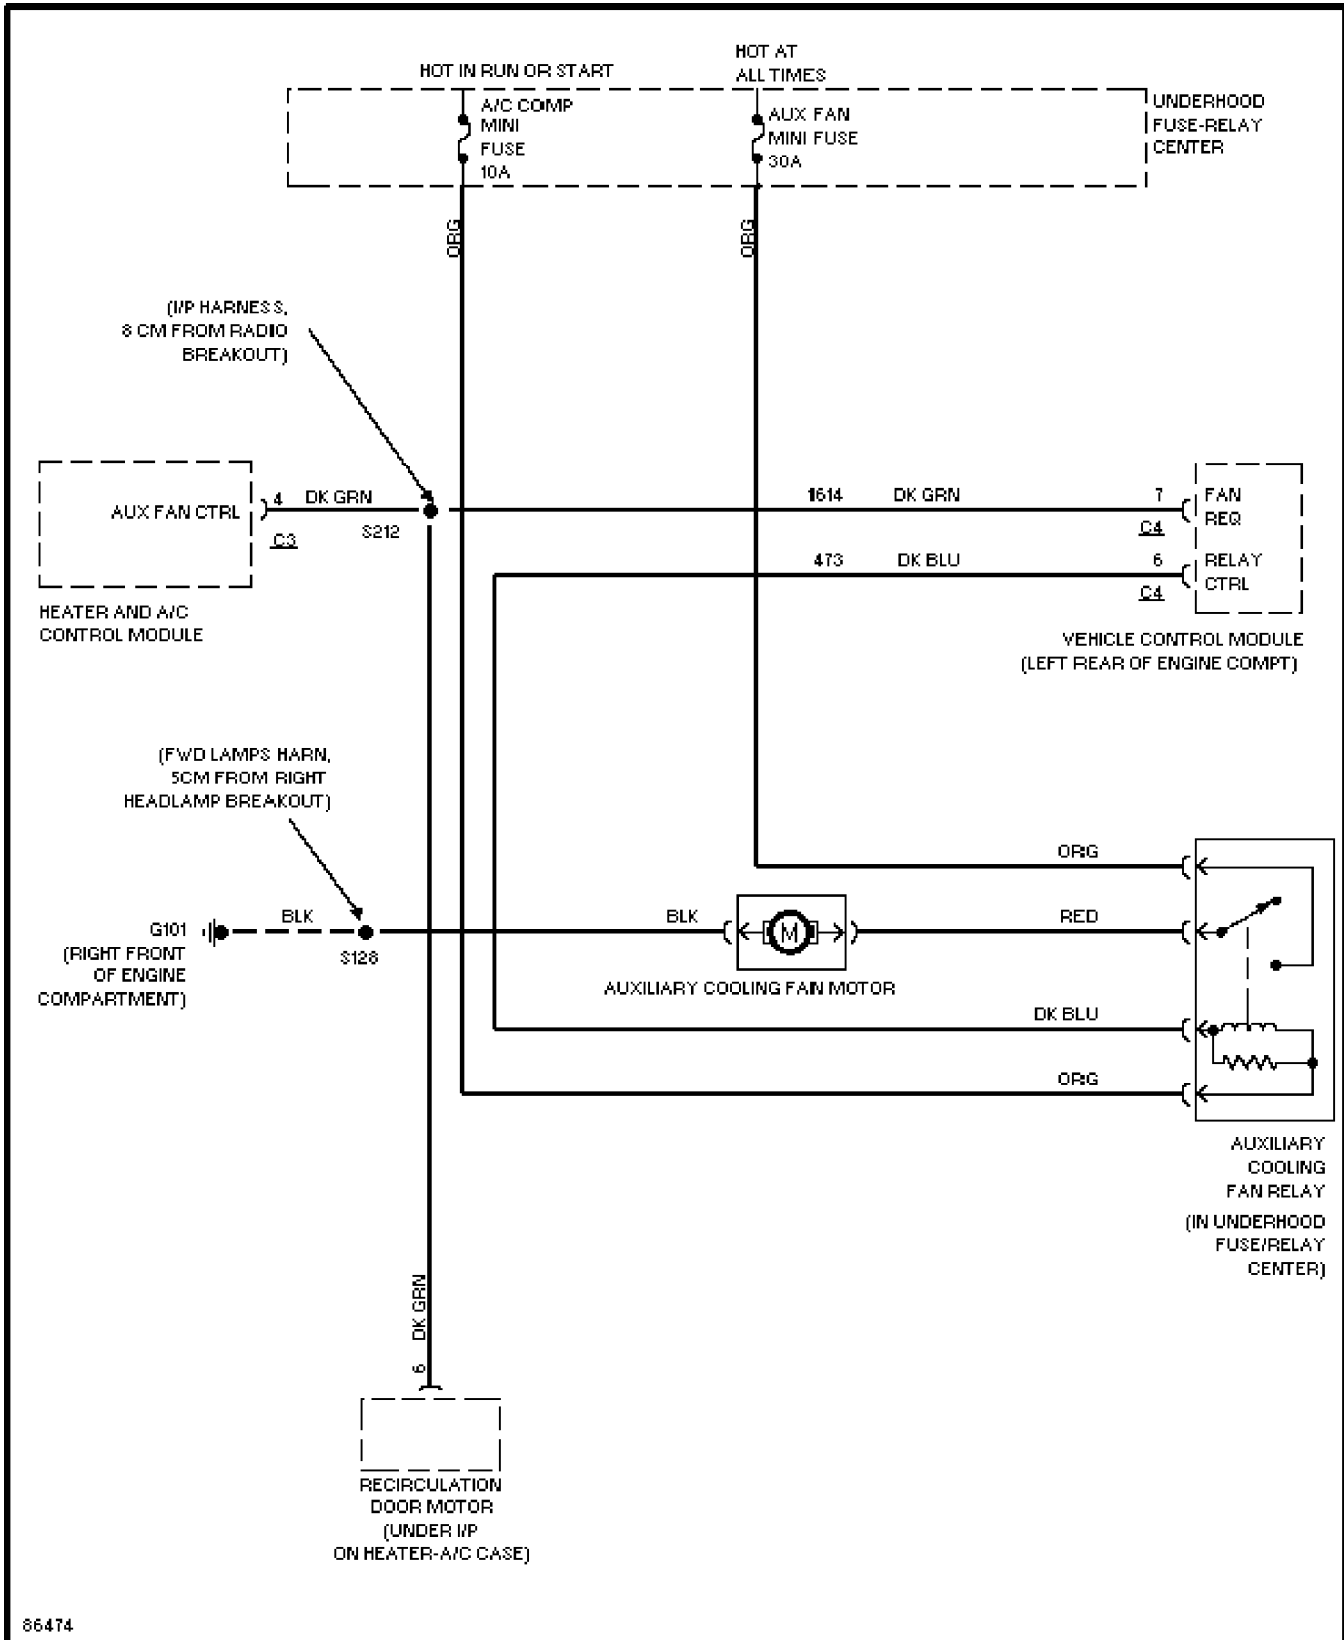 HOT IN RUN OR START
HOT AT
ALL TIMES
A/C COMP
MINI
FUSE
10A
AUX FAN
MINI FUSE
30A
UNDERHOOD
FUSE-RELAY
CENTER
ORG
ORG
(I/P HARNESS,
8 CM FROM RADIO
BREAKOUT)
AUX FAN CTRL
4
DK GRN
C3
S212
1614
DK GRN
7
C4
FAN
REQ
473
DK BLU
6
C4
RELAY
CTRL
HEATER AND A/C
CONTROL MODULE
VEHICLE CONTROL MODULE
(LEFT REAR OF ENGINE COMPT)
(FWD LAMPS HARN,
5CM FROM RIGHT
HEADLAMP BREAKOUT)
ORG
G101
(RIGHT FRONT
OF ENGINE
COMPARTMENT)
BLK
S128
BLK
M
RED
AUXILIARY COOLING FAN MOTOR
DK BLU
ORG
AUXILIARY
COOLING
FAN RELAY
(IN UNDERHOOD
FUSE/RELAY
CENTER)
DK GRN
6
RECIRCULATION
DOOR MOTOR
(UNDER I/P
ON HEATER-A/C CASE)
86474